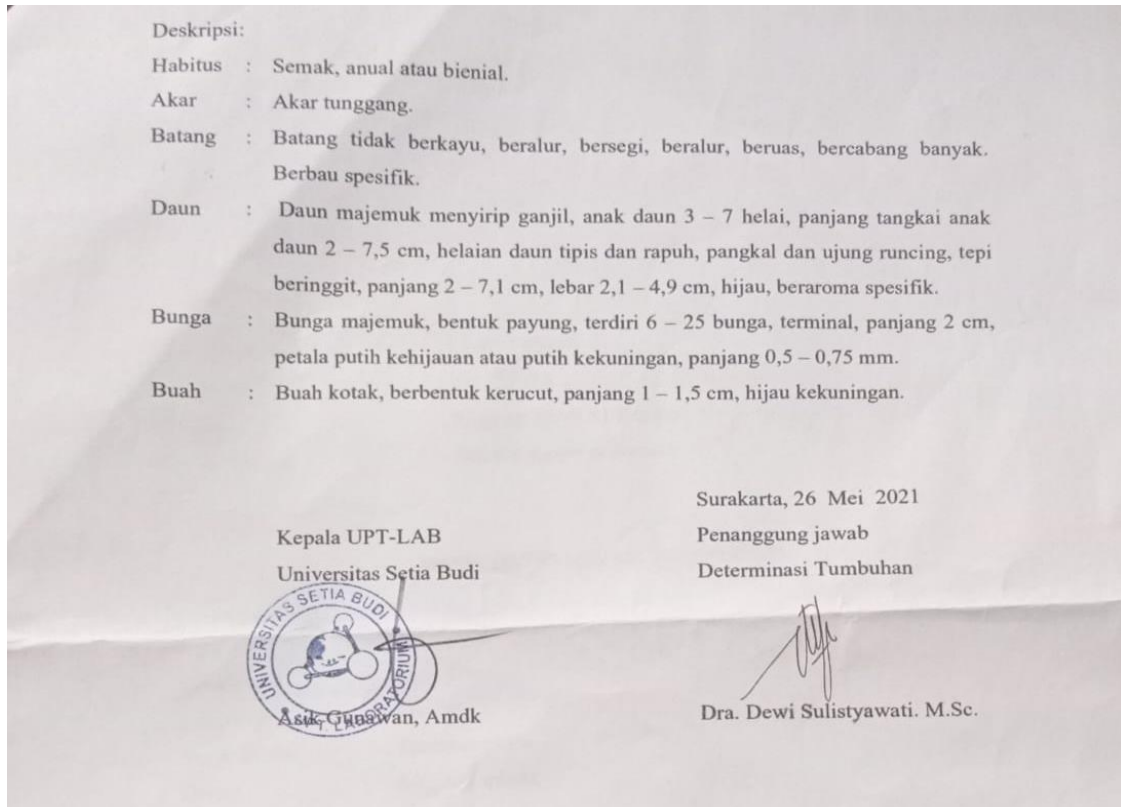 Deskripsi:
Habitus : Semak, anual atau bienial.
Akar : Akar tunggang.
Batang : Batang tidak berkayu, beralur, bersegi, beralur, beruas, bercabang banyak.
Berbau spesifik.
Daun : Daun majemuk menyirip ganjil, anak daun 3 – 7 helai, panjang tangkai anak
daun 2 – 7,5 cm, helaian daun tipis dan rapuh, pangkal dan ujung runcing, tepi
beringgit, panjang 2 – 7,1 cm, lebar 2,1 – 4,9 cm, hijau, beraroma spesifik.
Bunga : Bunga majemuk, bentuk payung, terdiri 6 – 25 bunga, terminal, panjang 2 cm,
petala putih kehijauan atau putih kekuningan, panjang 0,5 – 0,75 mm.
Buah : Buah kotak, berbentuk kerucut, panjang 1 – 1,5 cm, hijau kekuningan.
Surakarta, 26 Mei 2021
Kepala UPT-LAB
Penanggung jawab
Universitas Setia Budi
Determinasi Tumbuhan
UNIVERSITAS SETIA BUDI
LABORATORIUM
Asik Gunawan, Amdk
Dra. Dewi Sulistyawati. M.Sc.